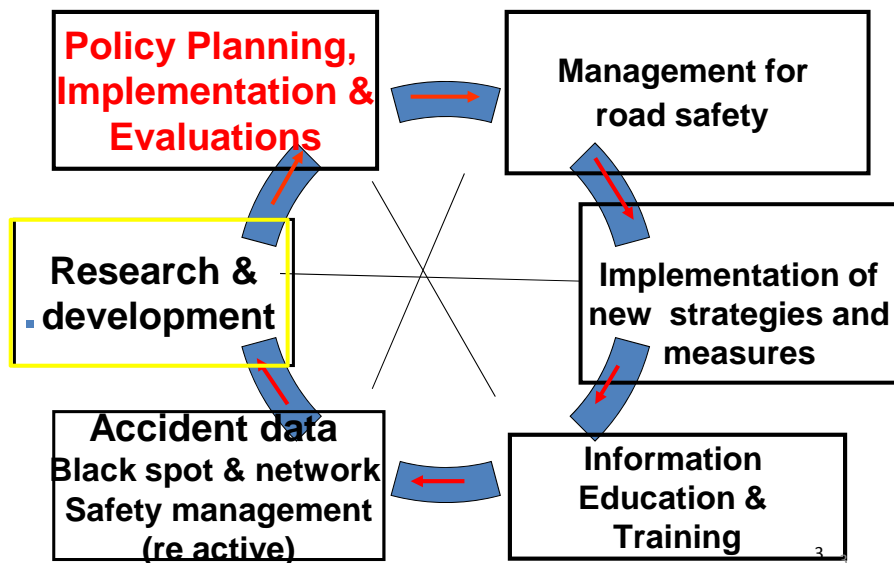 Policy Planning,
Implementation &
Evaluations
Management for
road safety
Research &
development
Implementation of
new strategies and
measures
Accident data
Black spot & network
Safety management
(re active)
Information
Education &
Training
3